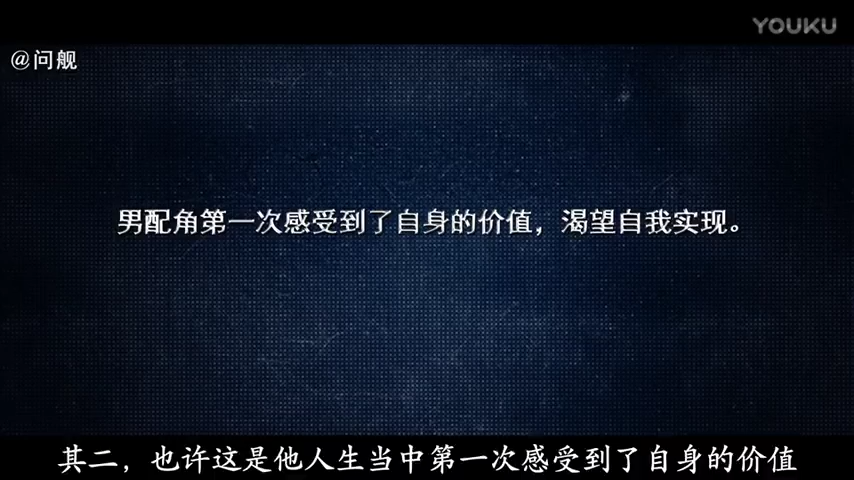 YOUKU
@问舰
男配角第一次感受到了自身的价值，渴望自我实现。
其二，也许这是他人生当中第一次感受到了自身的价值